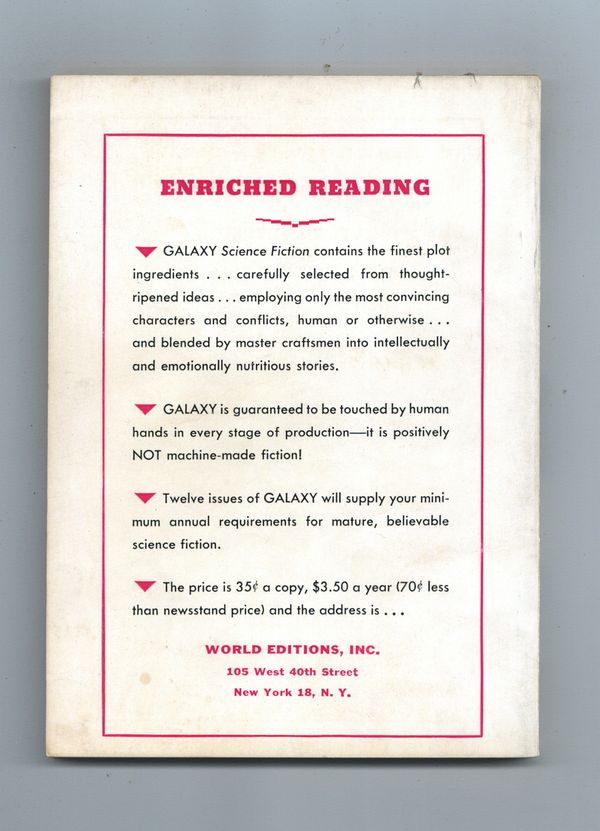 ENRICHED READING
GALAXY Science Fiction contains the finest plot
ingredients . . . carefully selected from thought-
ripened ideas . . . employing only the most convincing
characters and conflicts, human or otherwise . . .
and blended by master craftsmen into intellectually
and emotionally nutritious stories.
GALAXY is guaranteed to be touched by human
hands in every stage of production—it is positively
NOT machine-made fiction!
Twelve issues of GALAXY will supply your mini-
mum annual requirements for mature, believable
science fiction.
The price is 35¢ a copy, $3.50 a year (70¢ less
than newsstand price) and the address is . . .
WORLD EDITIONS, INC.
105 West 40th Street
New York 18, N. Y.